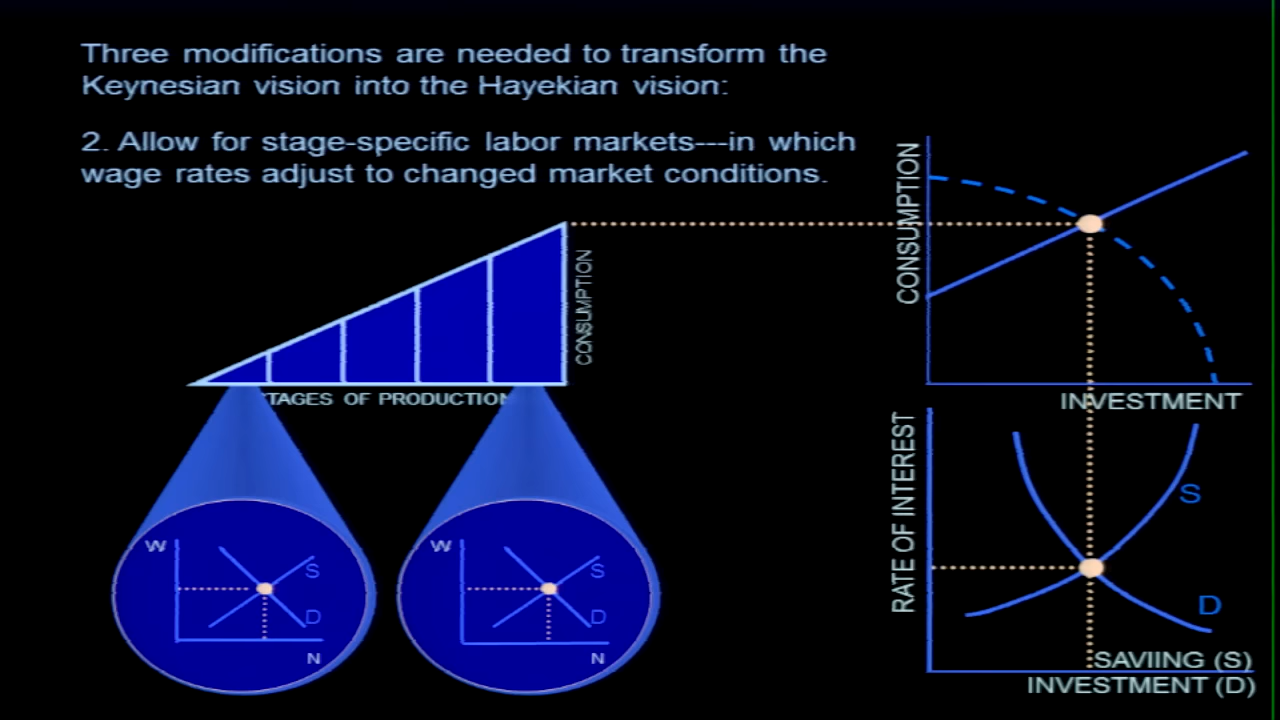 Three modifications are needed to transform the
Keynesian vision into the Hayekian vision:
2. Allow for stage-specific labor markets---in which
wage rates adjust to changed market conditions.
CONSUMPTION
TAGES OF PRODUCTION
W
S
D
N
W
S
D
N
CONSUMPTION
INVESTMENT
RATE OF INTEREST
S
D
SAVIING (S)
INVESTMENT (D)